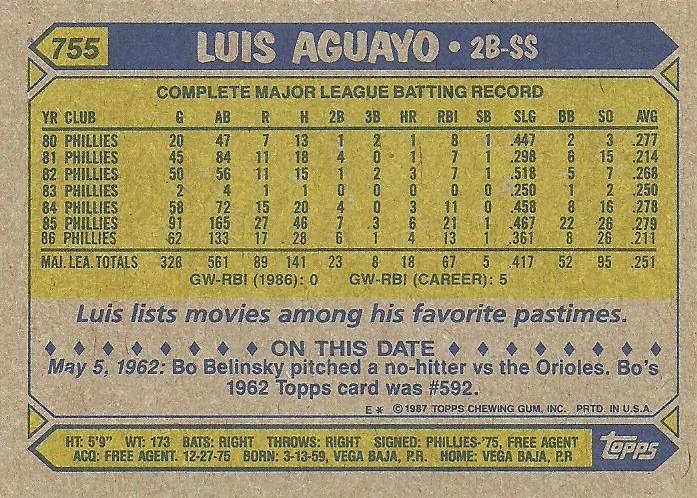 755 LUIS AGUAYO • 2B-SS
COMPLETE MAJOR LEAGUE BATTING RECORD
YR CLUB G AB R H 2B 3B HR RBI SB SLG BB SO AVG
80 PHILLIES 20 47 7 13 1 2 1 8 1 .447 2 3 .277
81 PHILLIES 45 84 11 18 4 0 1 7 1 .298 6 15 .214
82 PHILLIES 50 56 11 15 1 2 3 7 1 .518 5 7 .268
83 PHILLIES 2 4 1 1 0 0 0 0 0 .250 1 2 .250
84 PHILLIES 58 72 15 20 4 0 3 11 0 .458 8 16 .278
85 PHILLIES 91 165 27 46 7 .3 6 21 1 .467 22 26 .279
86 PHILLIES 62 133 17 28 6 1 4 13 1 .361 8 26 .211
MAJ. LEA. TOTALS 328 561 89 141 23 8 18 67 5 .417 52 95 .251
GW-RBI (1986): 0 GW-RBI (CAREER): 5
Luis lists movies among his favorite pastimes.
♦ ♦ ♦ ♦ ♦ ♦ ♦ ♦ ON THIS DATE ♦ ♦ ♦ ♦ ♦ ♦ ♦ ♦
May 5, 1962: Bo Belinsky pitched a no-hitter vs the Orioles. Bo's
1962 Topps card was #592.
E * © 1987 TOPPS CHEWING GUM, INC. PRTD. IN U.S.A.
HT: 5'9" WT: 173 BATS: RIGHT THROWS: RIGHT SIGNED: PHILLIES-'75, FREE AGENT
ACQ: FREE AGENT. 12-27-75 BORN: 3-13-59, VEGA BAJA, P.R. HOME: VEGA BAJA, P.R
topps